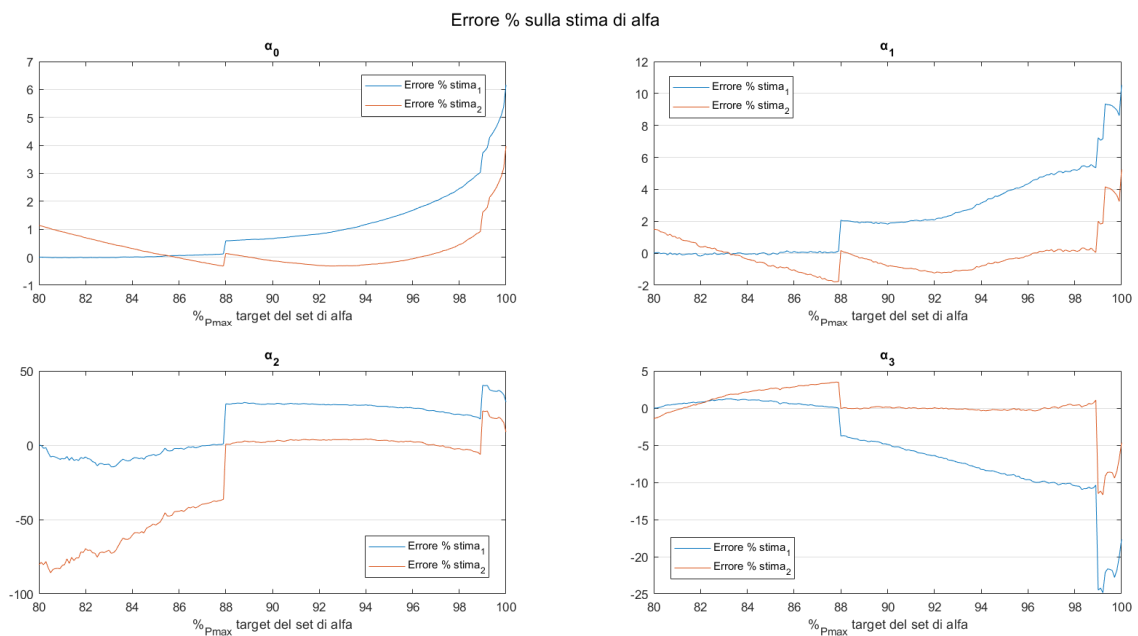 Errore % sulla stima di alfa
α0
7
6
5
4
3
2
1
0
-1
80 82 84 86 88 90 92 94 96 98 100
%Pmax target del set di alfa
Errore % stima1
Errore % stima2
α1
12
10
8
6
4
2
0
-2
80 82 84 86 88 90 92 94 96 98 100
%Pmax target del set di alfa
Errore % stima1
Errore % stima2
α2
50
0
-50
-100
80 82 84 86 88 90 92 94 96 98 100
%Pmax target del set di alfa
Errore % stima1
Errore % stima2
α3
5
0
-5
-10
-15
-20
-25
80 82 84 86 88 90 92 94 96 98 100
%Pmax target del set di alfa
Errore % stima1
Errore % stima2